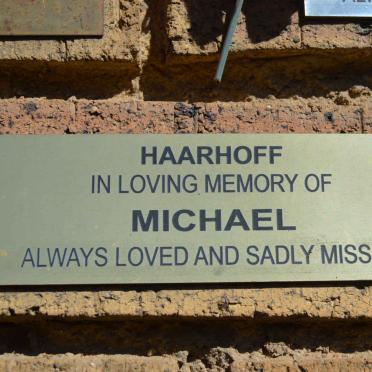 HAARHOFF
IN LOVING MEMORY OF
MICHAEL
ALWAYS LOVED AND SADLY MISS